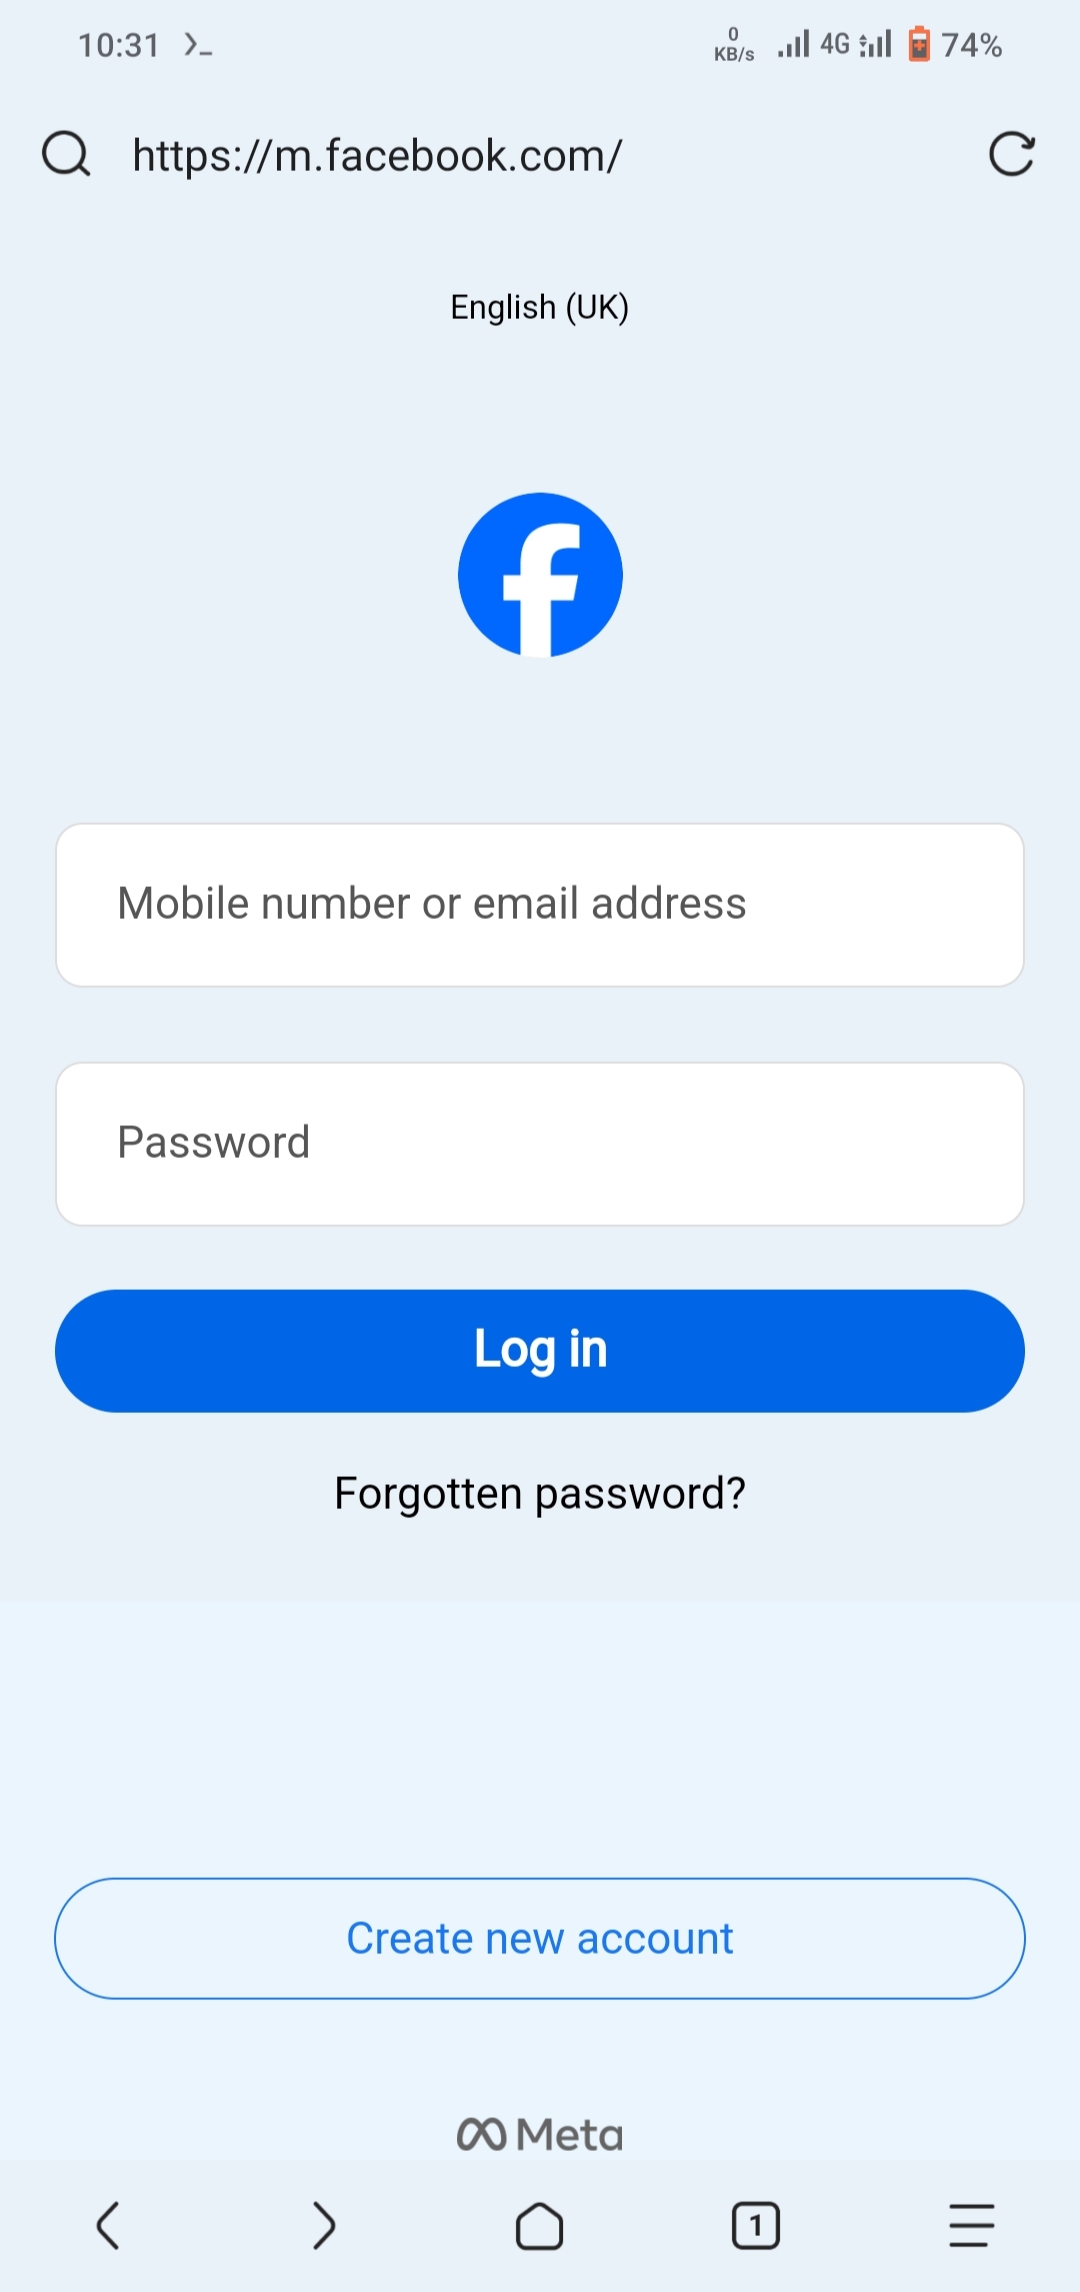 10:31 >_ 0 KB/s 4G 74%
https://m.facebook.com/
English (UK)
Mobile number or email address
Password
Log in
Forgotten password?
Create new account
Meta
1